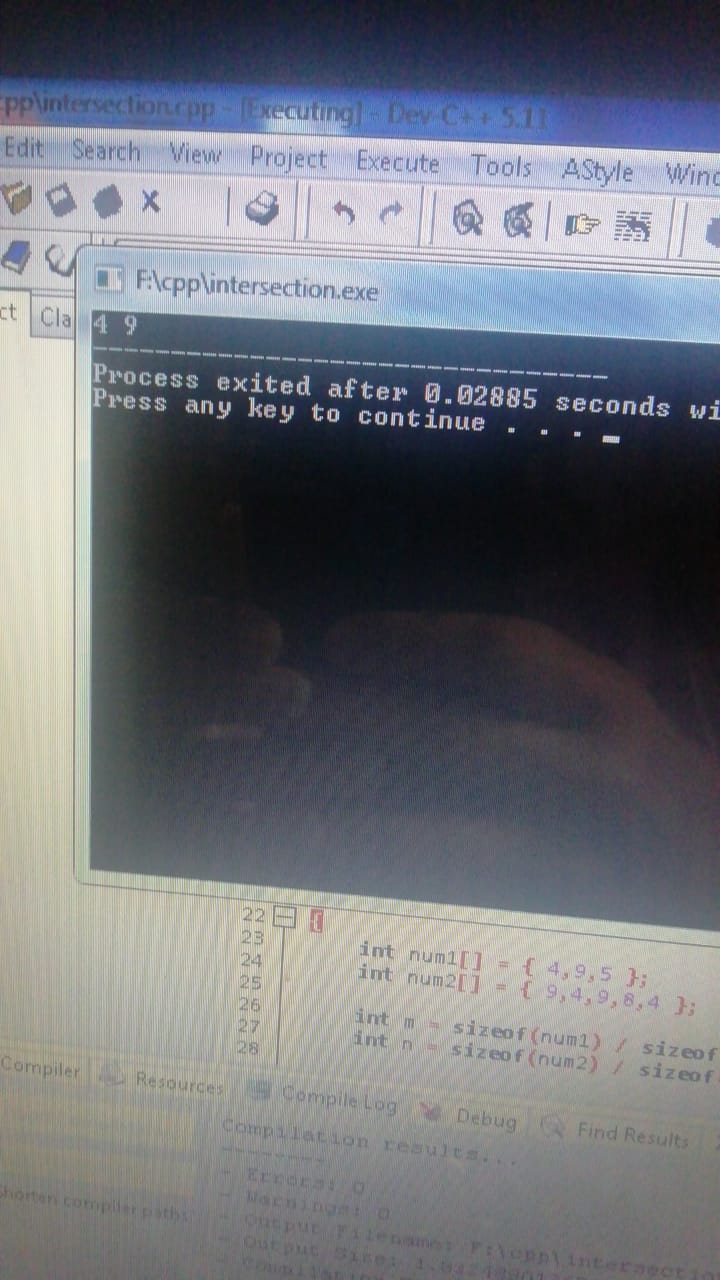 cpp\intersection.cpp - [Executing] - Dev-C++ 5.11
Edit Search View Project Execute Tools AStyle Wind
F:\cpp\intersection.exe
ct Cla
4 9
--------------------------------
Process exited after 0.02885 seconds wi
Press any key to continue . . . _
22 {
23
24 int num1[] = { 4,9,5 };
25 int num2[] = { 9,4,9,8,4 };
26
27 int m = sizeof(num1) / sizeof
28 int n = sizeof(num2) / sizeof
Compiler Resources Compile Log Debug Find Results
Compilation results...
--------
- Errors: 0
- Warnings: 0
- Output Filename: F:\cpp\intersecti
- Output Size: 1.83
Shorten compiler paths